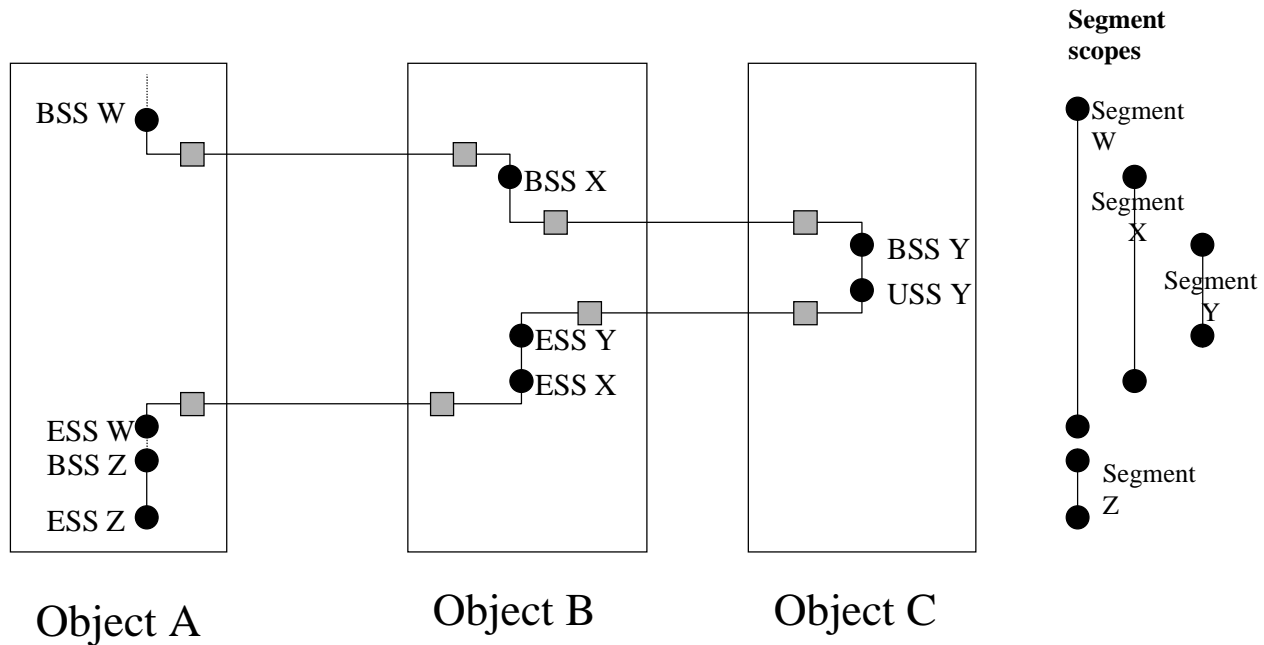 Segment
scopes
BSS W
Segment
W
BSS X
Segment
X
BSS Y
USS Y
Segment
Y
ESS Y
ESS X
ESS W
BSS Z
Segment
Z
ESS Z
Object A
Object B
Object C